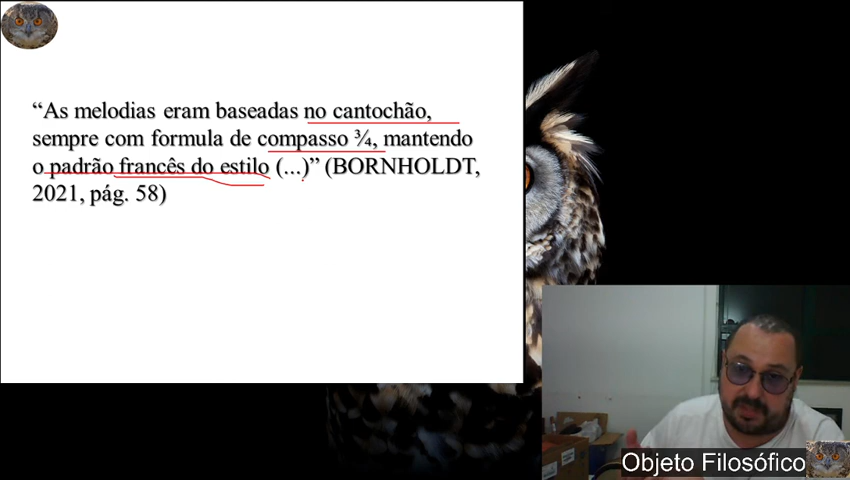 “As melodias eram baseadas no cantochão,
sempre com formula de compasso ¾, mantendo
o padrão francês do estilo (...)” (BORNHOLDT,
2021, pág. 58)
Objeto Filosófico